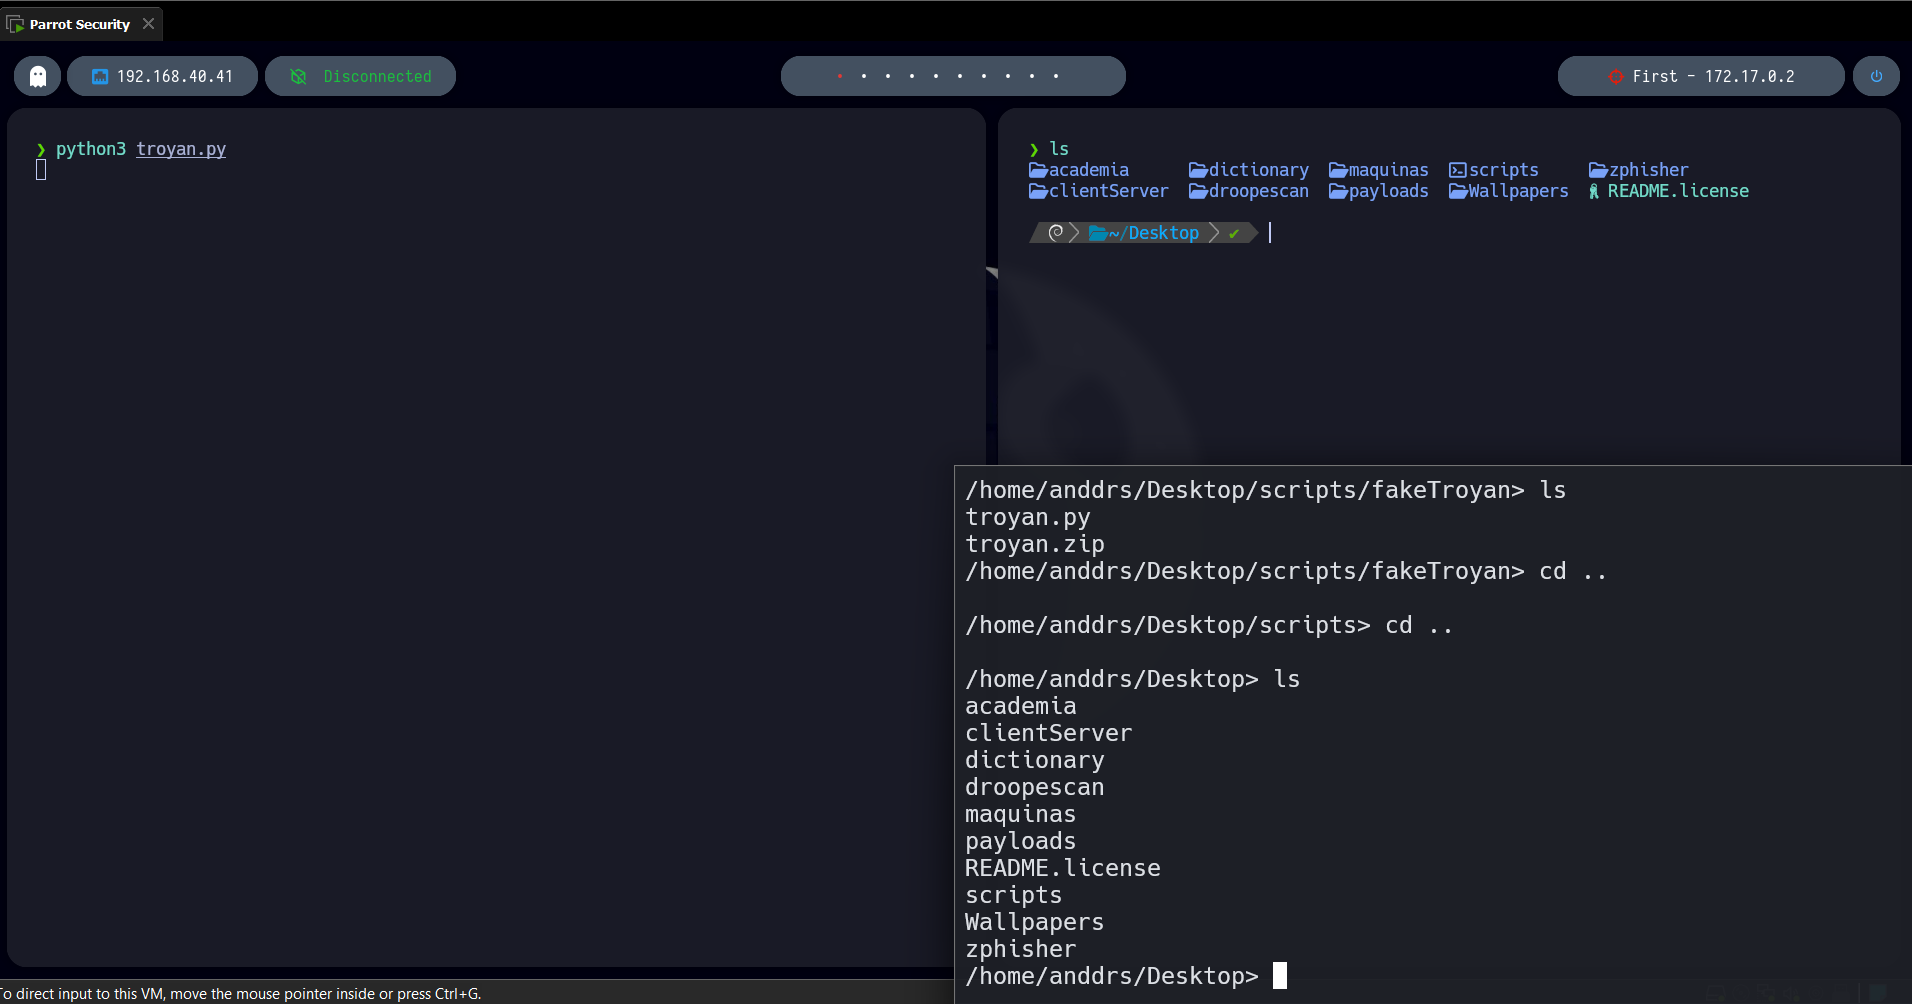 Parrot Security
192.168.40.41
Disconnected
First - 172.17.0.2
❯ python3 troyan.py
❯ ls
academia dictionary maquinas scripts zphisher
clientServer droopescan payloads Wallpapers README.license
~/Desktop ✔
/home/anddrs/Desktop/scripts/fakeTroyan> ls
troyan.py
troyan.zip
/home/anddrs/Desktop/scripts/fakeTroyan> cd ..
/home/anddrs/Desktop/scripts> cd ..
/home/anddrs/Desktop> ls
academia
clientServer
dictionary
droopescan
maquinas
payloads
README.license
scripts
Wallpapers
zphisher
/home/anddrs/Desktop>
To direct input to this VM, move the mouse pointer inside or press Ctrl+G.